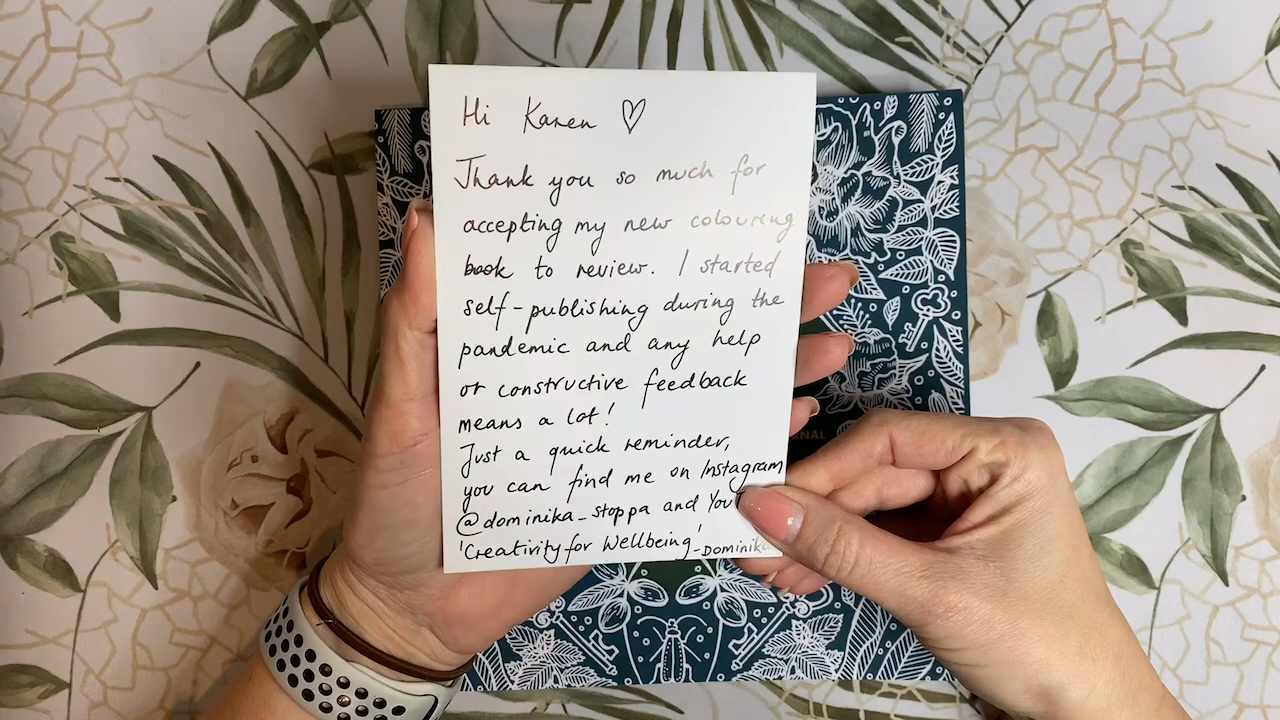 Hi Karen ♡
Thank you so much for
accepting my new colouring
book to review. I started
self-publishing during the
pandemic and any help
or constructive feedback
means a lot!
Just a quick reminder,
you can find me on Instagram
@dominika_stoppa and
'Creativity for Wellbeing' - Dominika